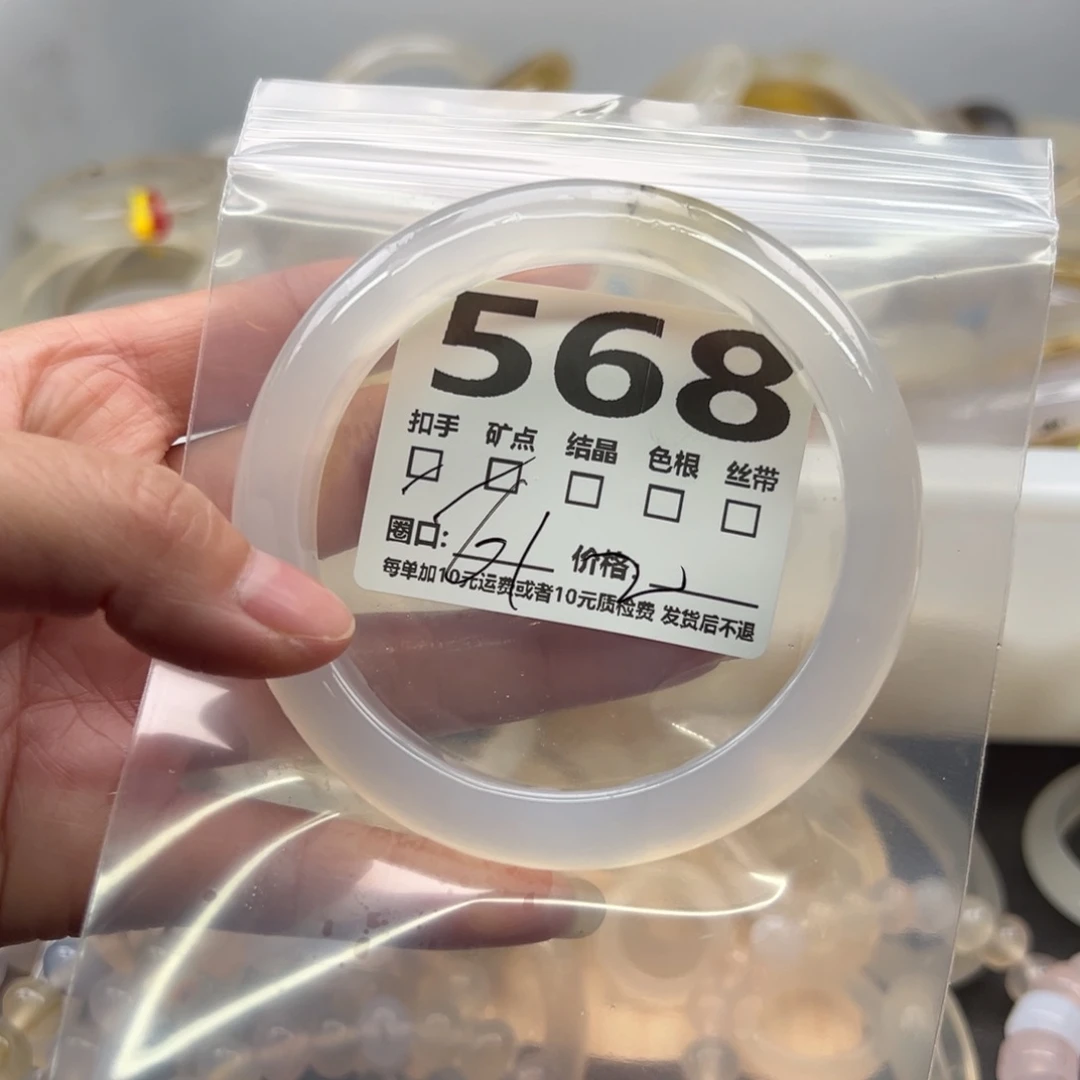 568
扣手 矿点 结晶 色根 丝带
圈口: 价格:
每单加10元运费或者10元质检费 发货后不退